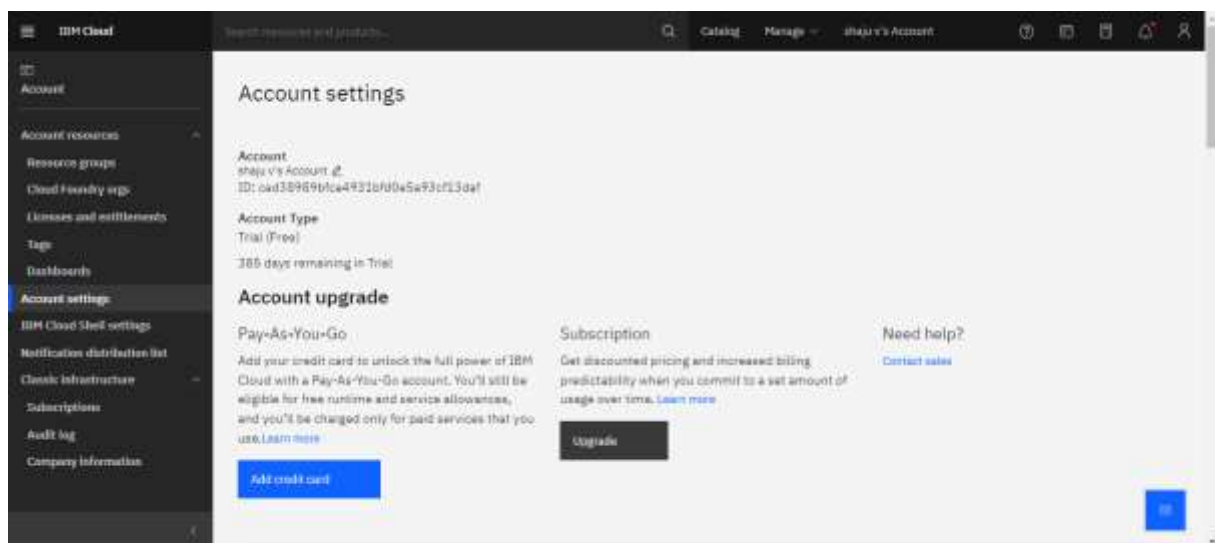 IBM Cloud
Search resources and products...
Catalog
Manage
shaju v's Account
Account
Account resources
Resource groups
Cloud Foundry orgs
Licenses and entitlements
Tags
Dashboards
Account settings
IBM Cloud Shell settings
Notification distribution list
Classic Infrastructure
Subscriptions
Audit log
Company information
Account settings
Account
shaju v's Account
ID:
Account Type
Trial (Free)
days remaining in Trial
Account upgrade
Pay-As-You-Go
Add your credit card to unlock the full power of IBM
Cloud with a Pay-As-You-Go account. You'll still be
eligible for free runtime and service allowances,
and you'll be charged only for paid services that you
use. Learn more
Add credit card
Subscription
Get discounted pricing and increased billing
predictability when you commit to a set amount of
usage over time. Learn more
Upgrade
Need help?
Contact sales